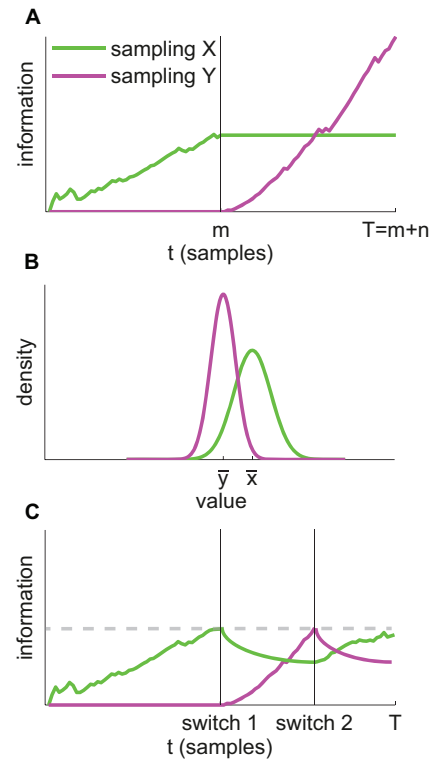 A
sampling X
sampling Y
information
m
T=m+n
t (samples)
B
density
y̅
x̅
value
C
information
switch 1
switch 2
T
t (samples)